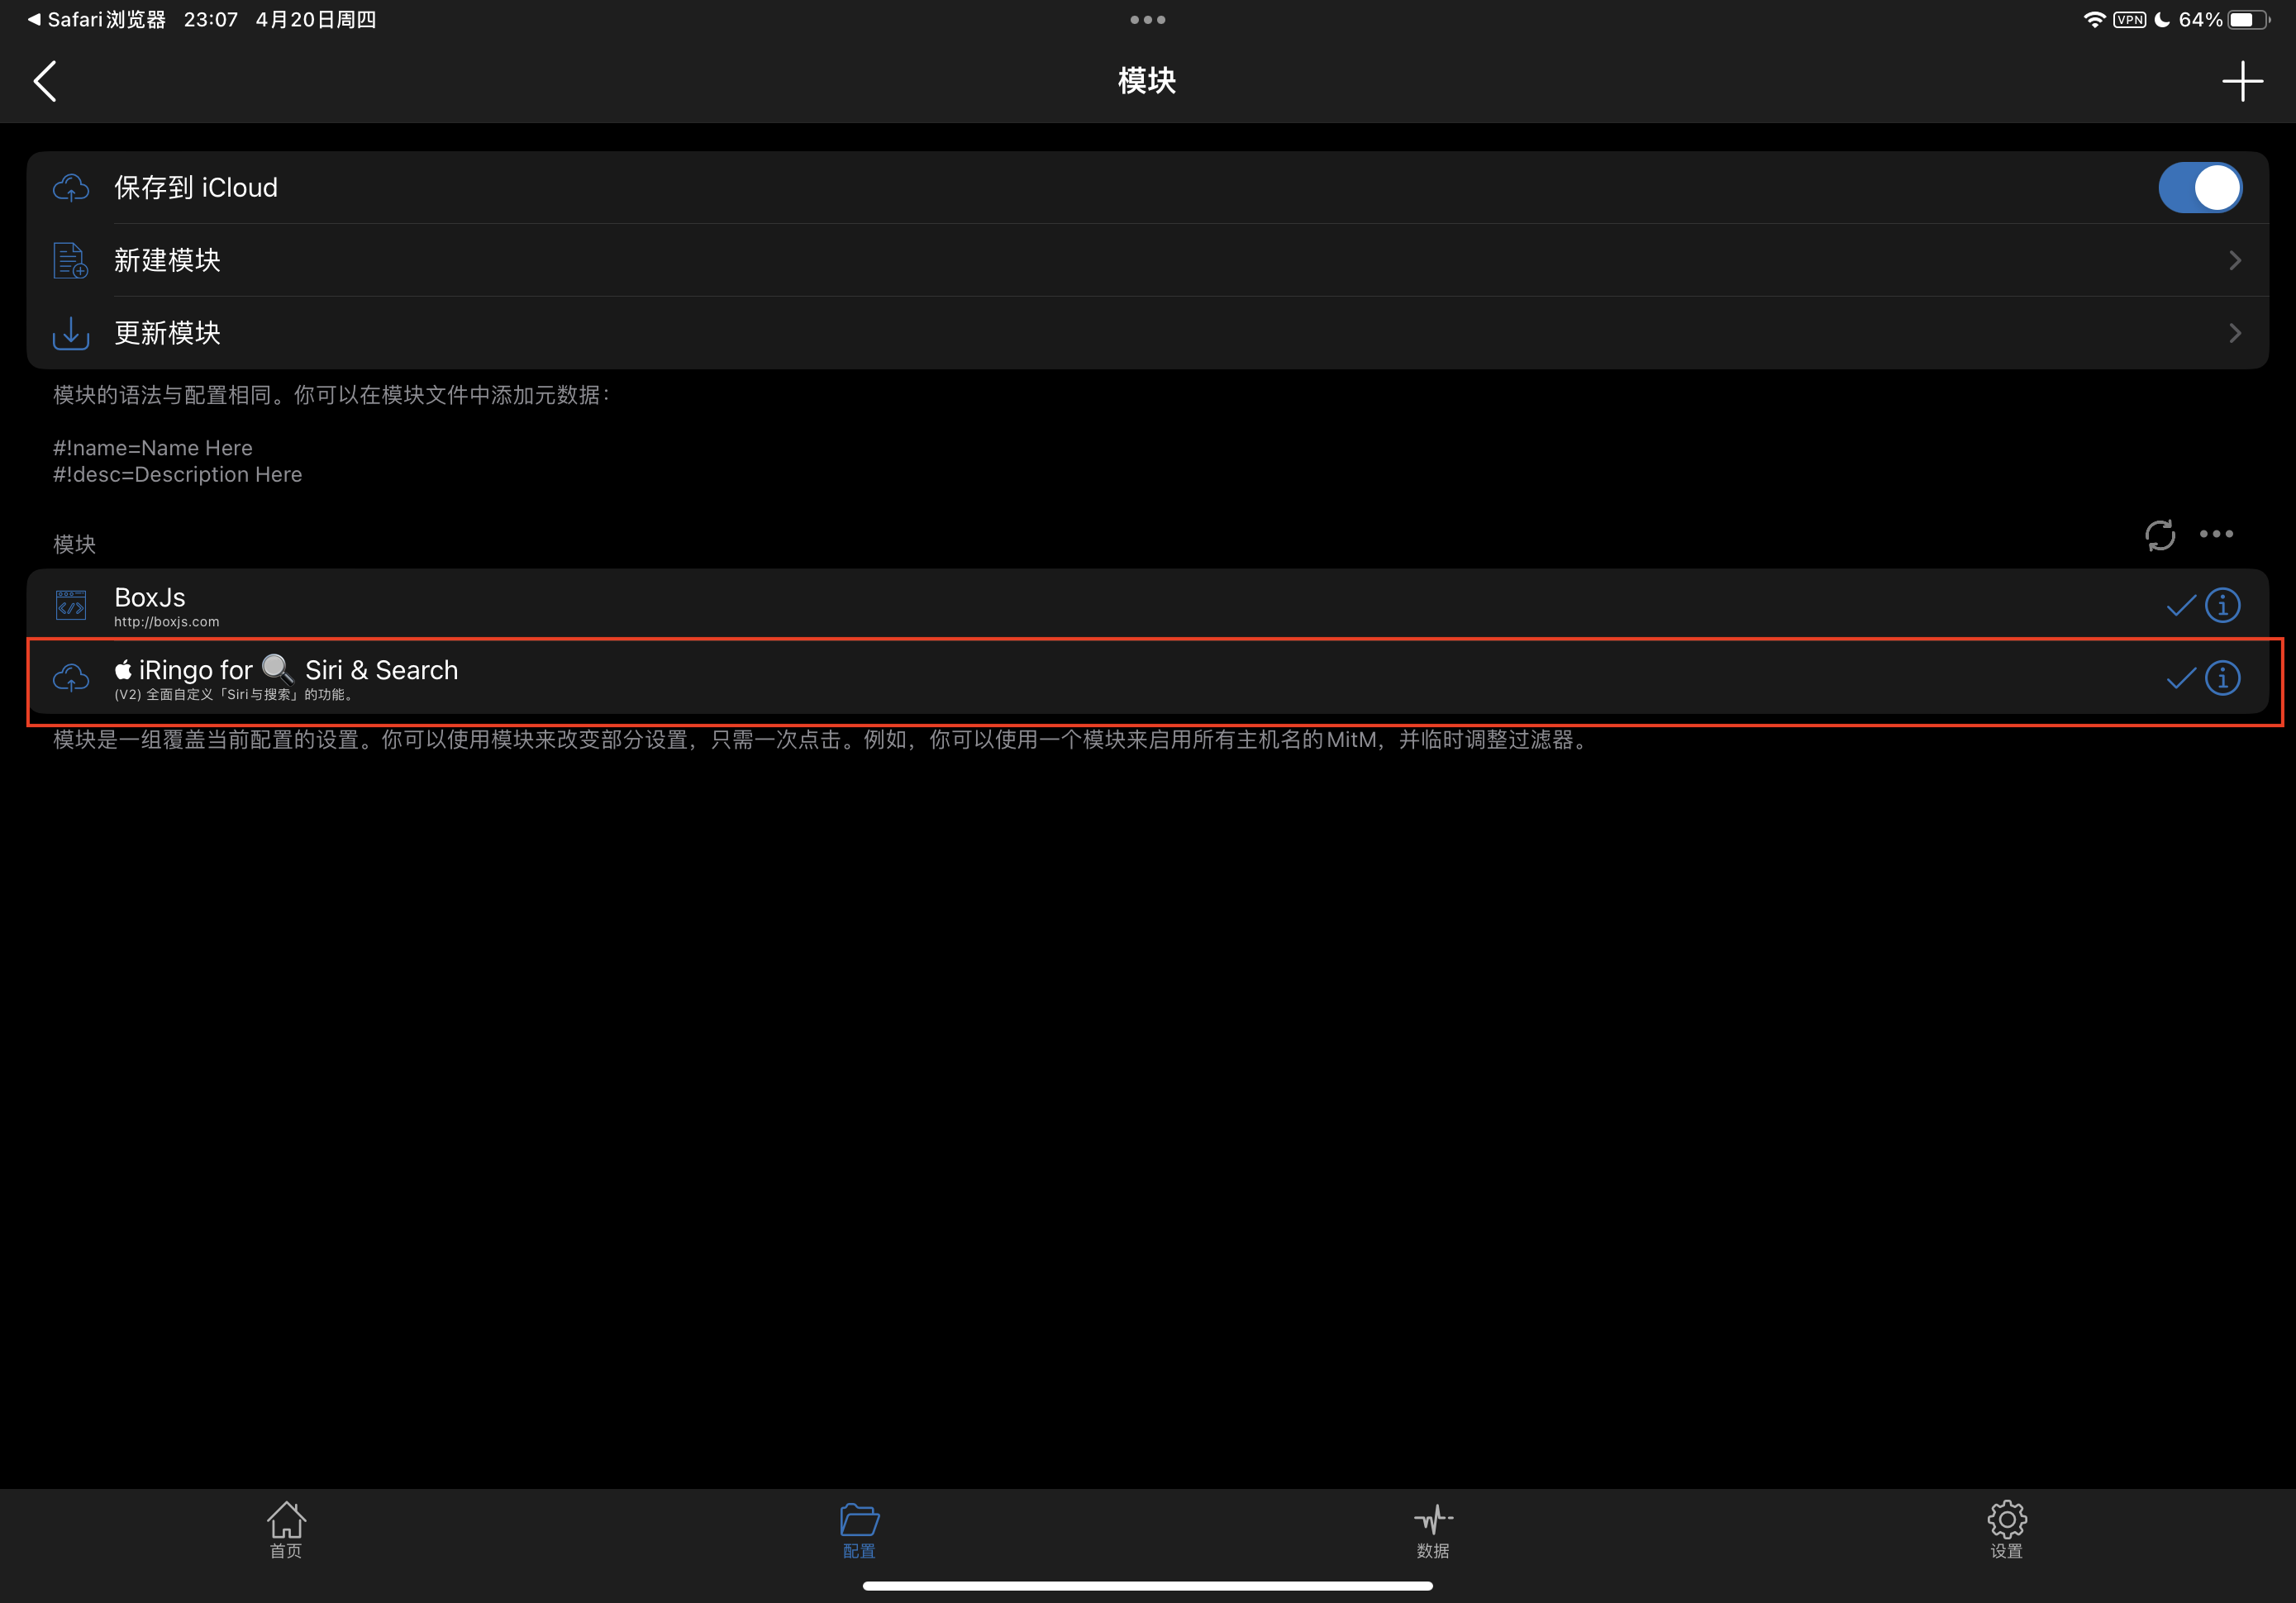 Safari浏览器 23:07 4月20日周四
VPN 64%
模块
保存到 iCloud
新建模块
更新模块
模块的语法与配置相同。你可以在模块文件中添加元数据：
#!name=Name Here
#!desc=Description Here
模块
BoxJs
http://boxjs.com
 iRingo for 🔍 Siri & Search
(V2) 全面自定义「Siri与搜索」的功能。
模块是一组覆盖当前配置的设置。你可以使用模块来改变部分设置，只需一次点击。例如，你可以使用一个模块来启用所有主机名的MitM，并临时调整过滤器。
首页
配置
数据
设置